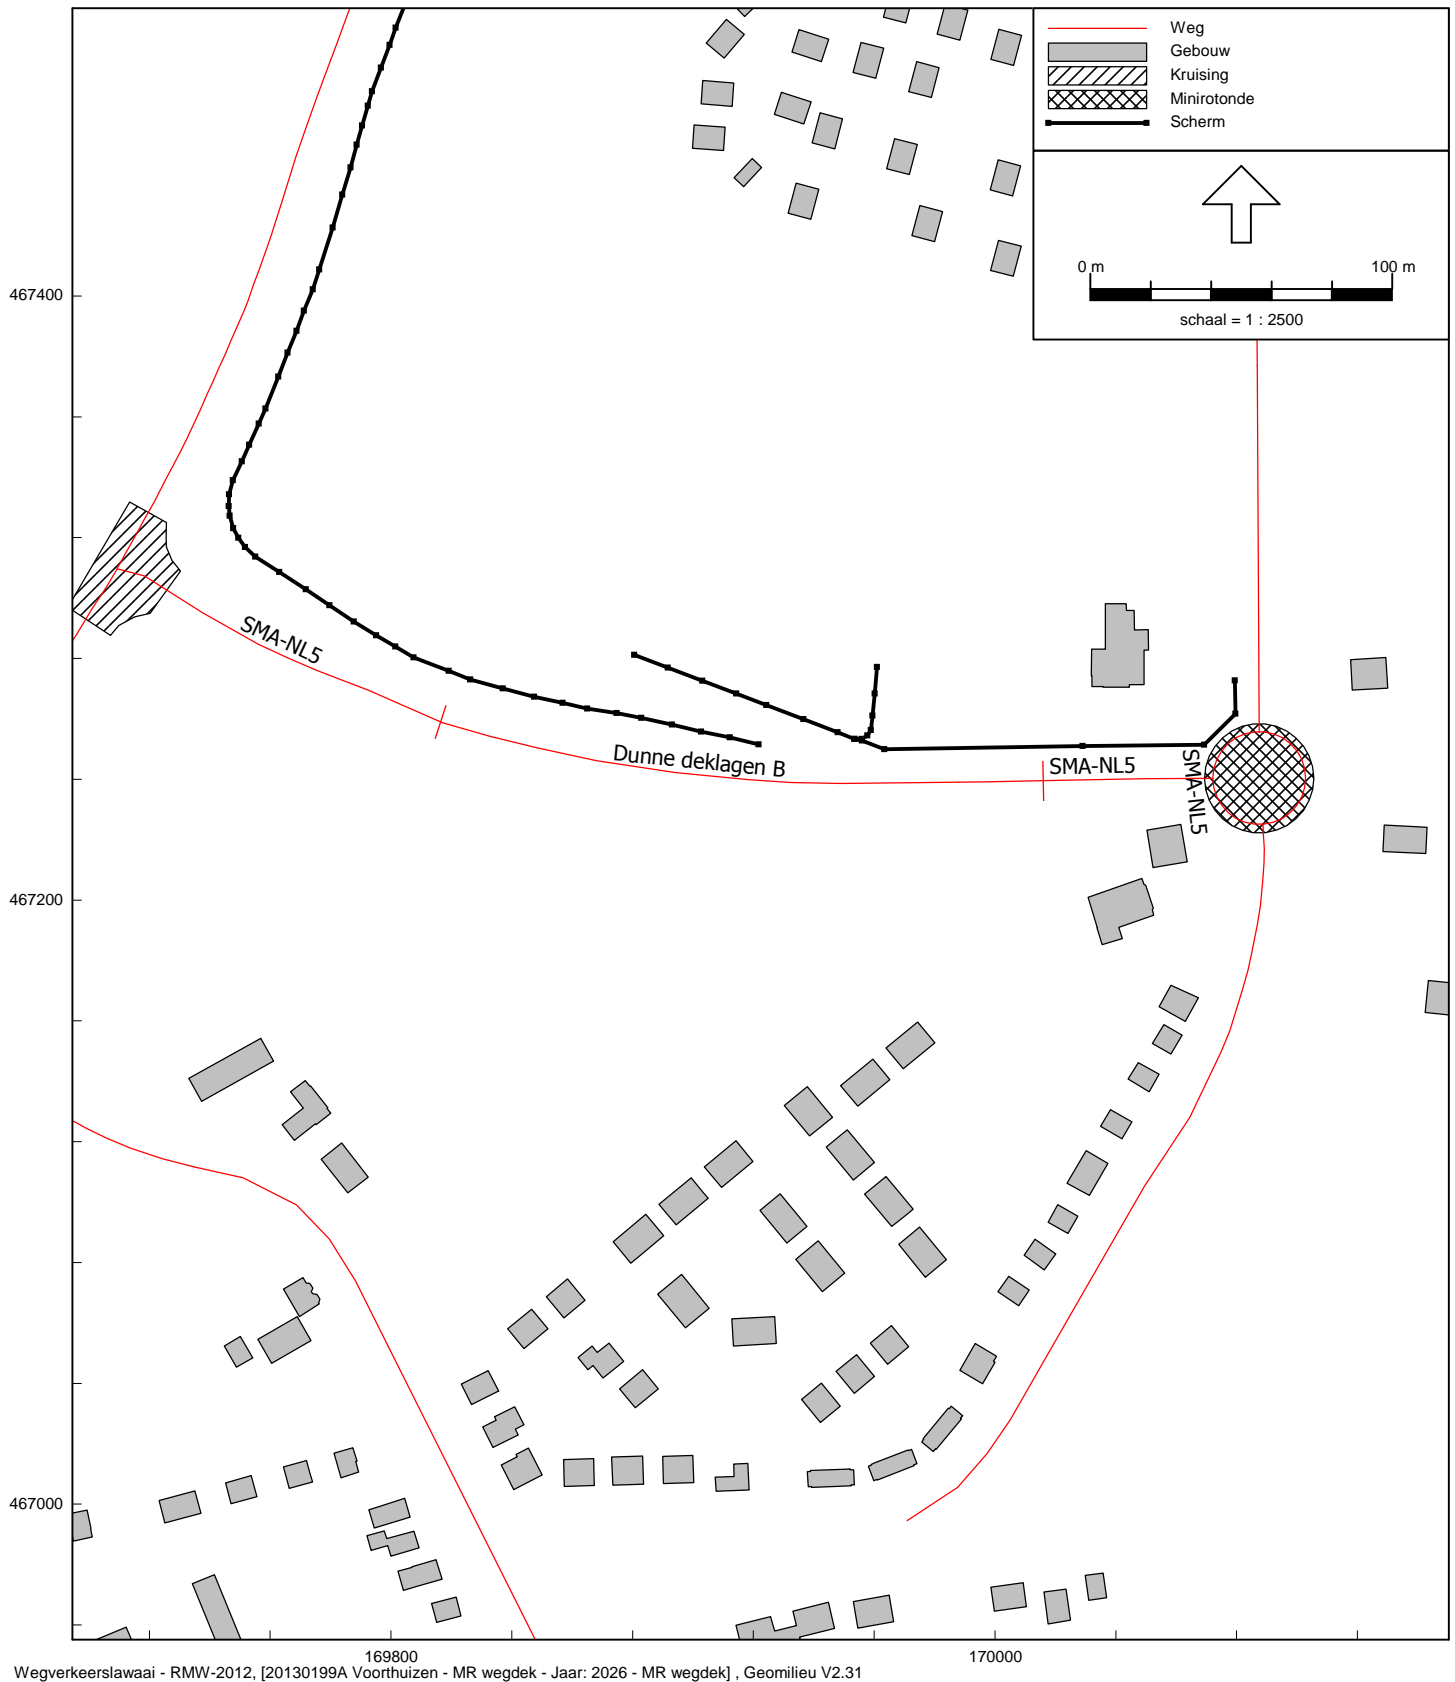 Weg
Gebouw
Kruising
Minirotonde
Scherm
0 m
100 m
schaal = 1 : 2500
467400
SMA-NL5
Dunne deklagen B
SMA-NL5
SMA-NL5
467200
467000
169800
170000
Wegverkeerslawaai - RMW-2012, [20130199A Voorthuizen - MR wegdek - Jaar: 2026 - MR wegdek] , Geomilieu V2.31